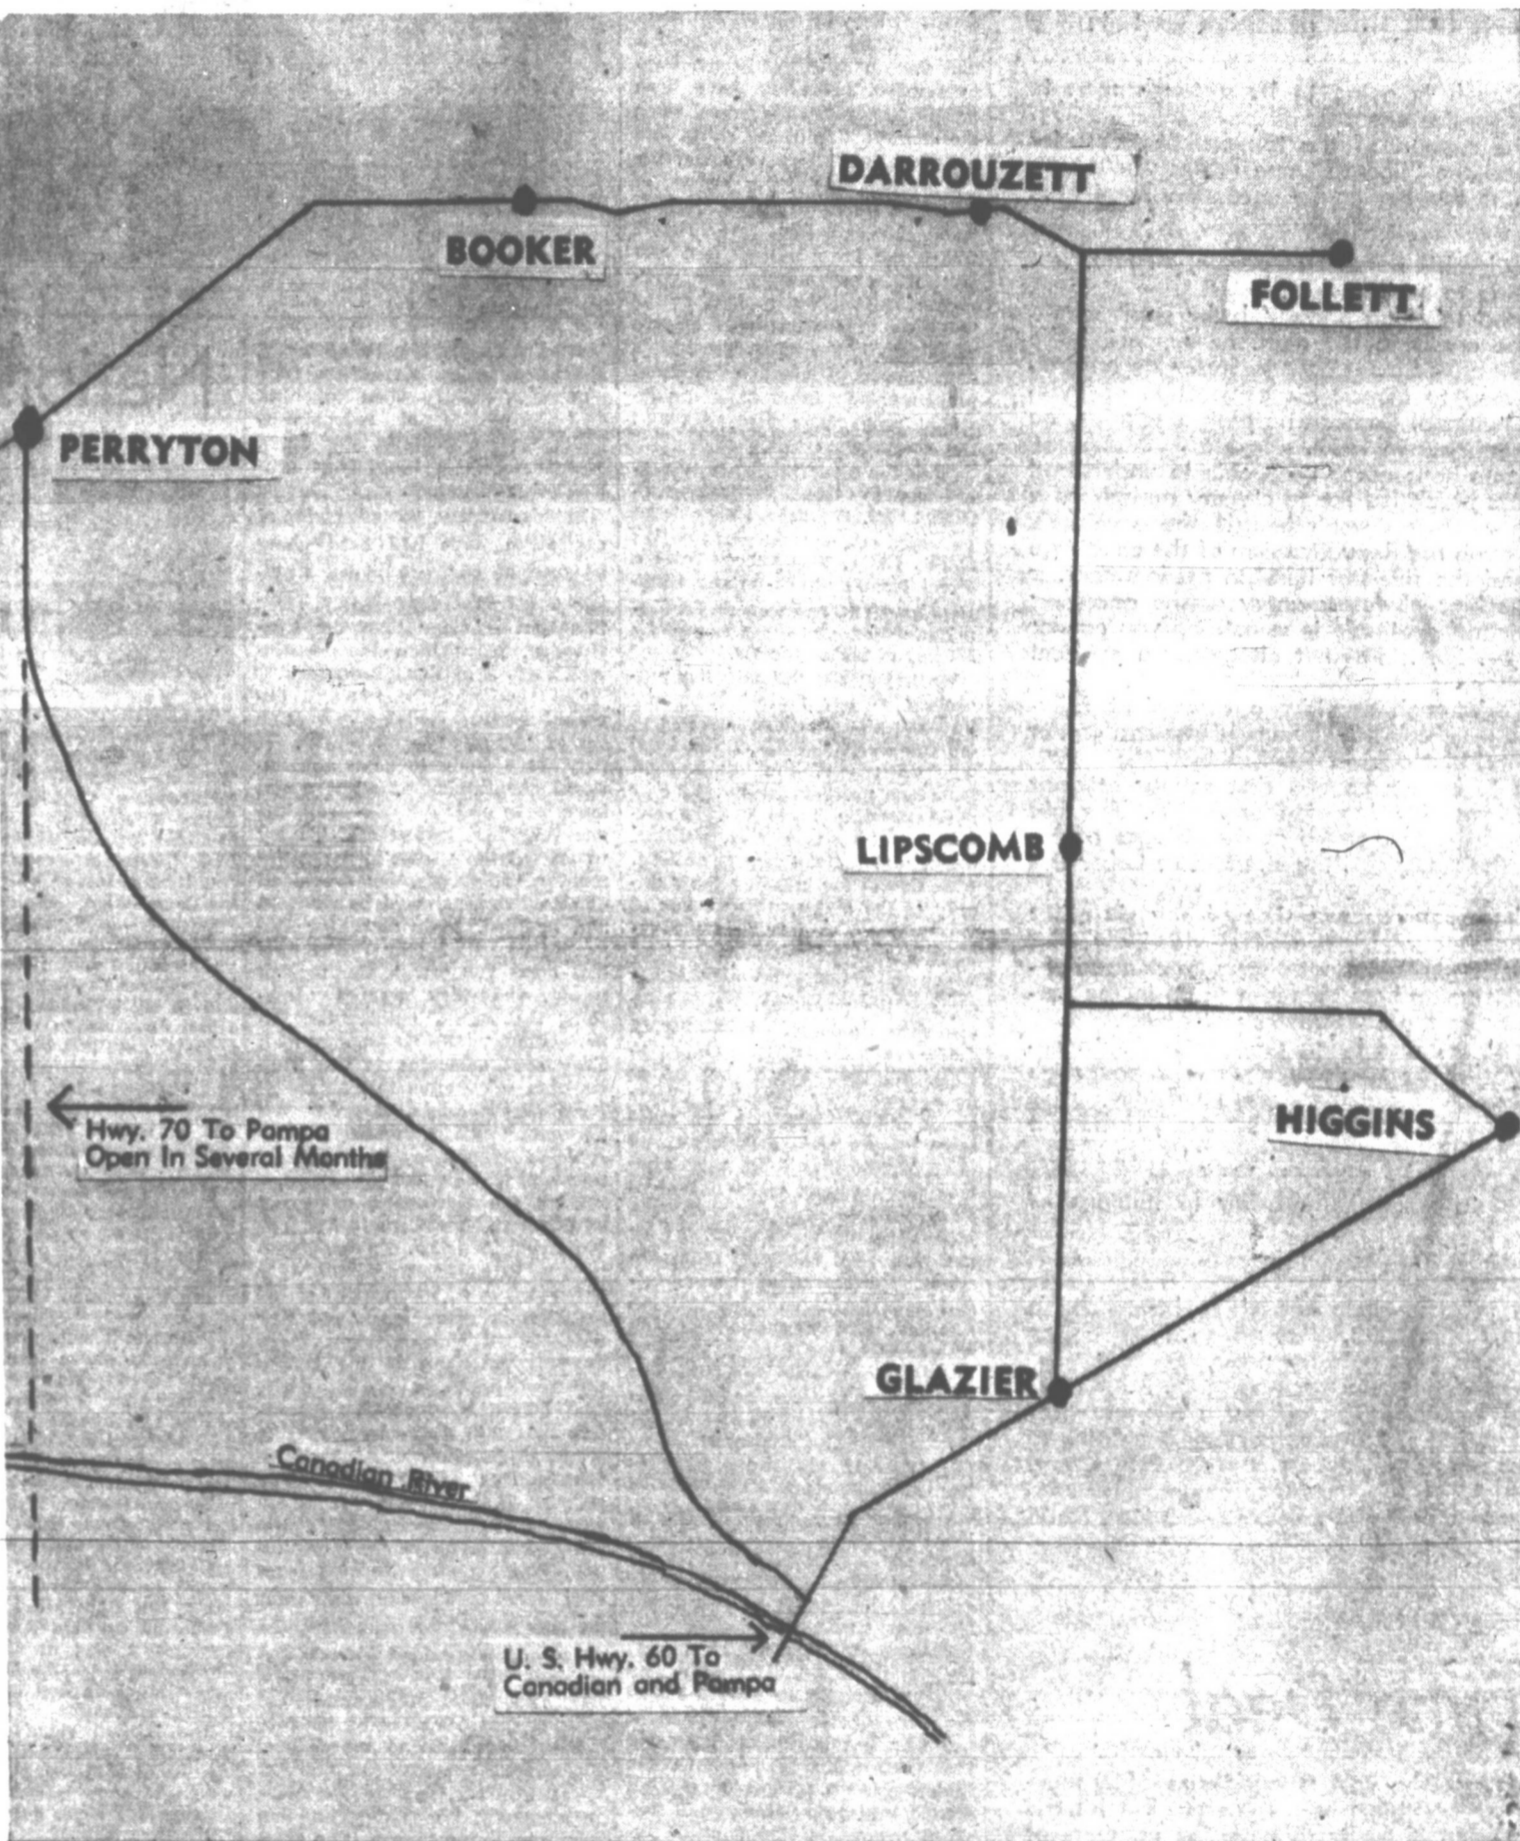 DARROUZETT
BOOKER
FOLLETT
PERRYTON
LIPSCOMB
HIGGINS
Hwy. 70 To Pampa
Open In Several Months
GLAZIER
Canadian River
U. S. Hwy. 60 To
Canadian and Pampa